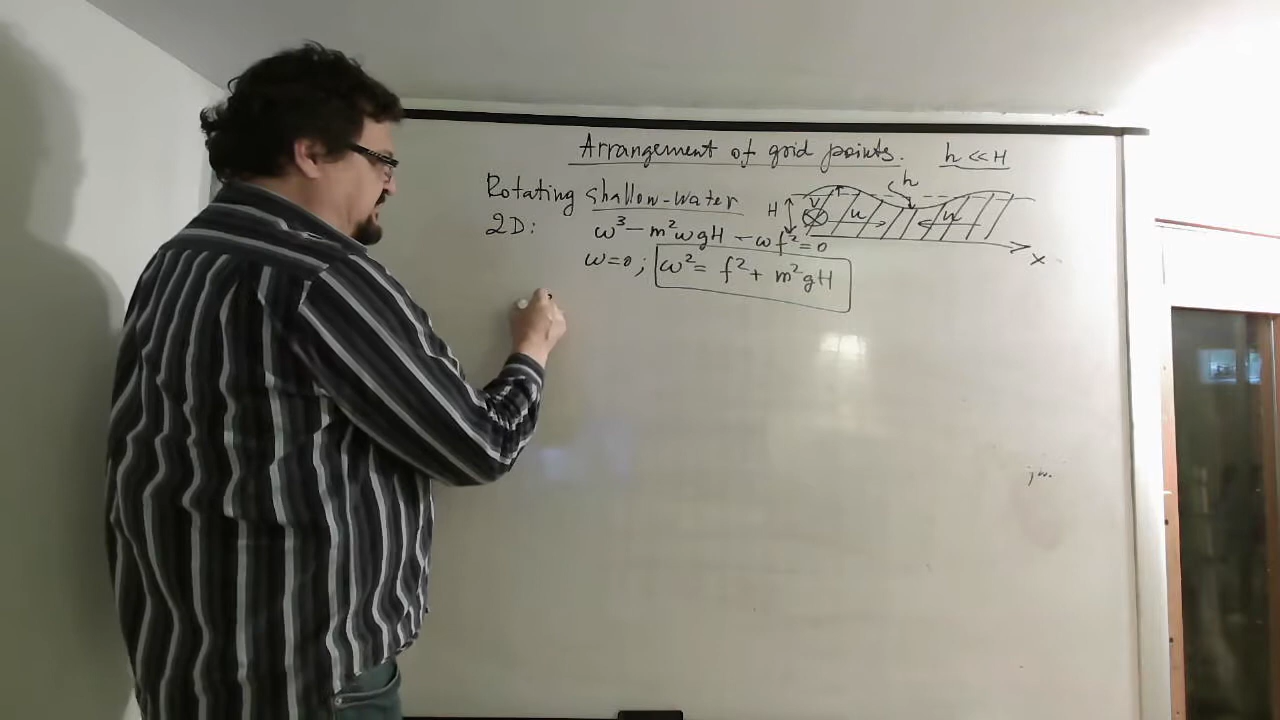 Arrangement of grid points. h << H
Rotating shallow-water
2D: ω³ − m²ωgH − ωf² = 0
ω=0; ω² = f² + m²gH
H
v
u
h
u
x